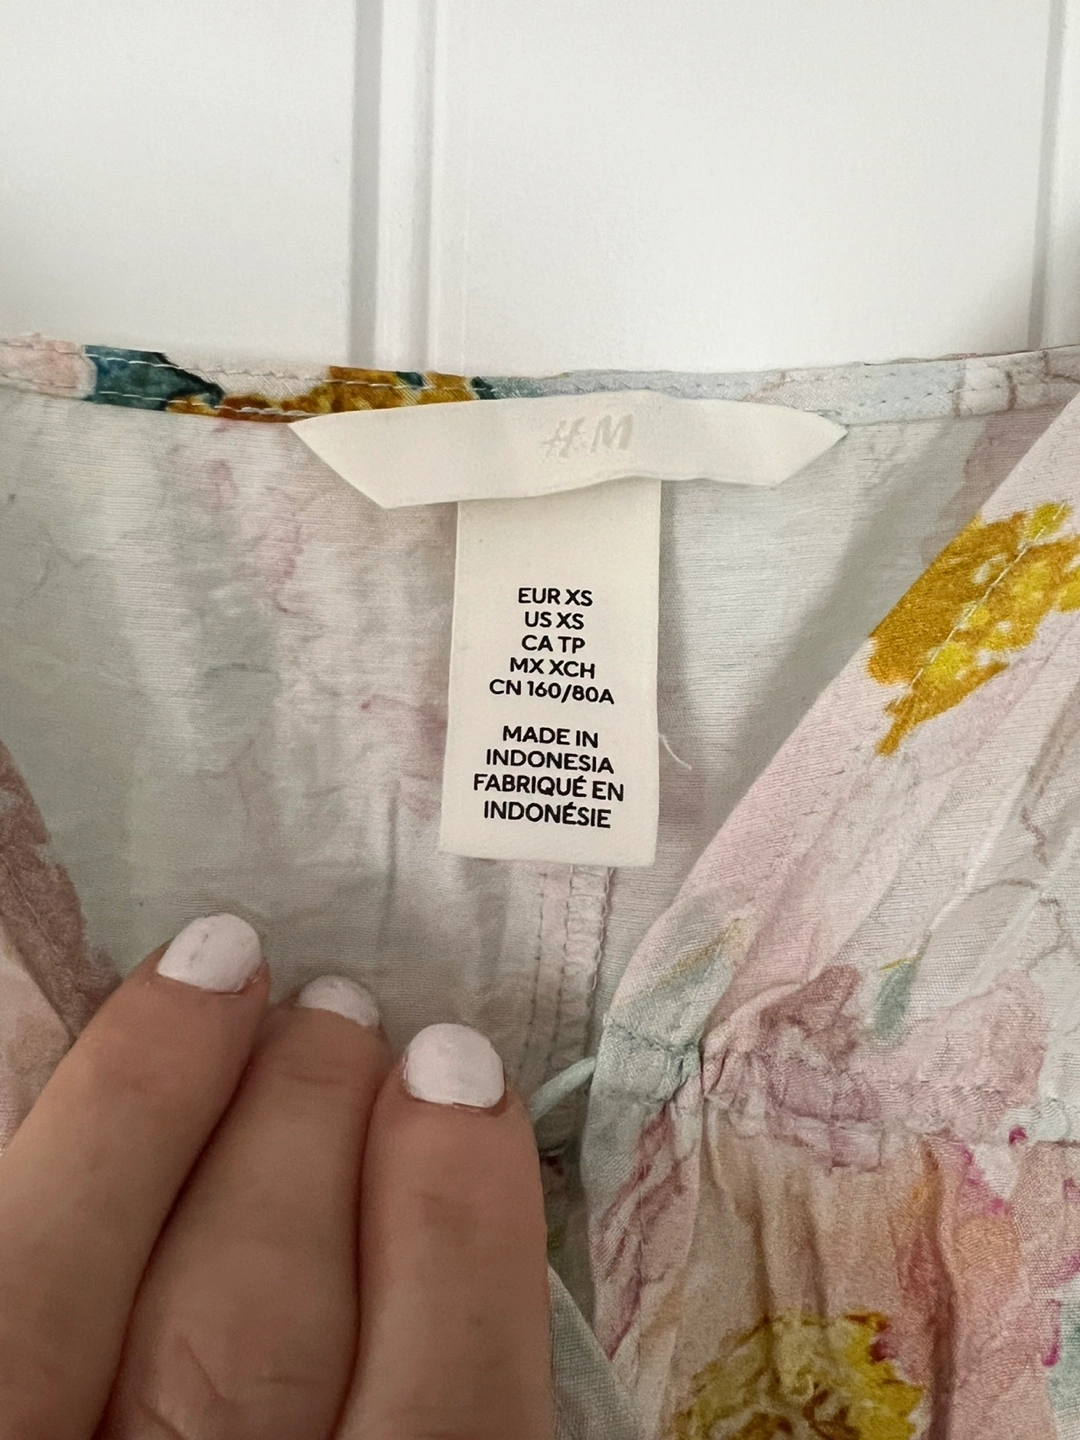 H&M
EUR XS
US XS
CA TP
MX XCH
CN 160/80A
MADE IN
INDONESIA
FABRIQUÉ EN
INDONÉSIE